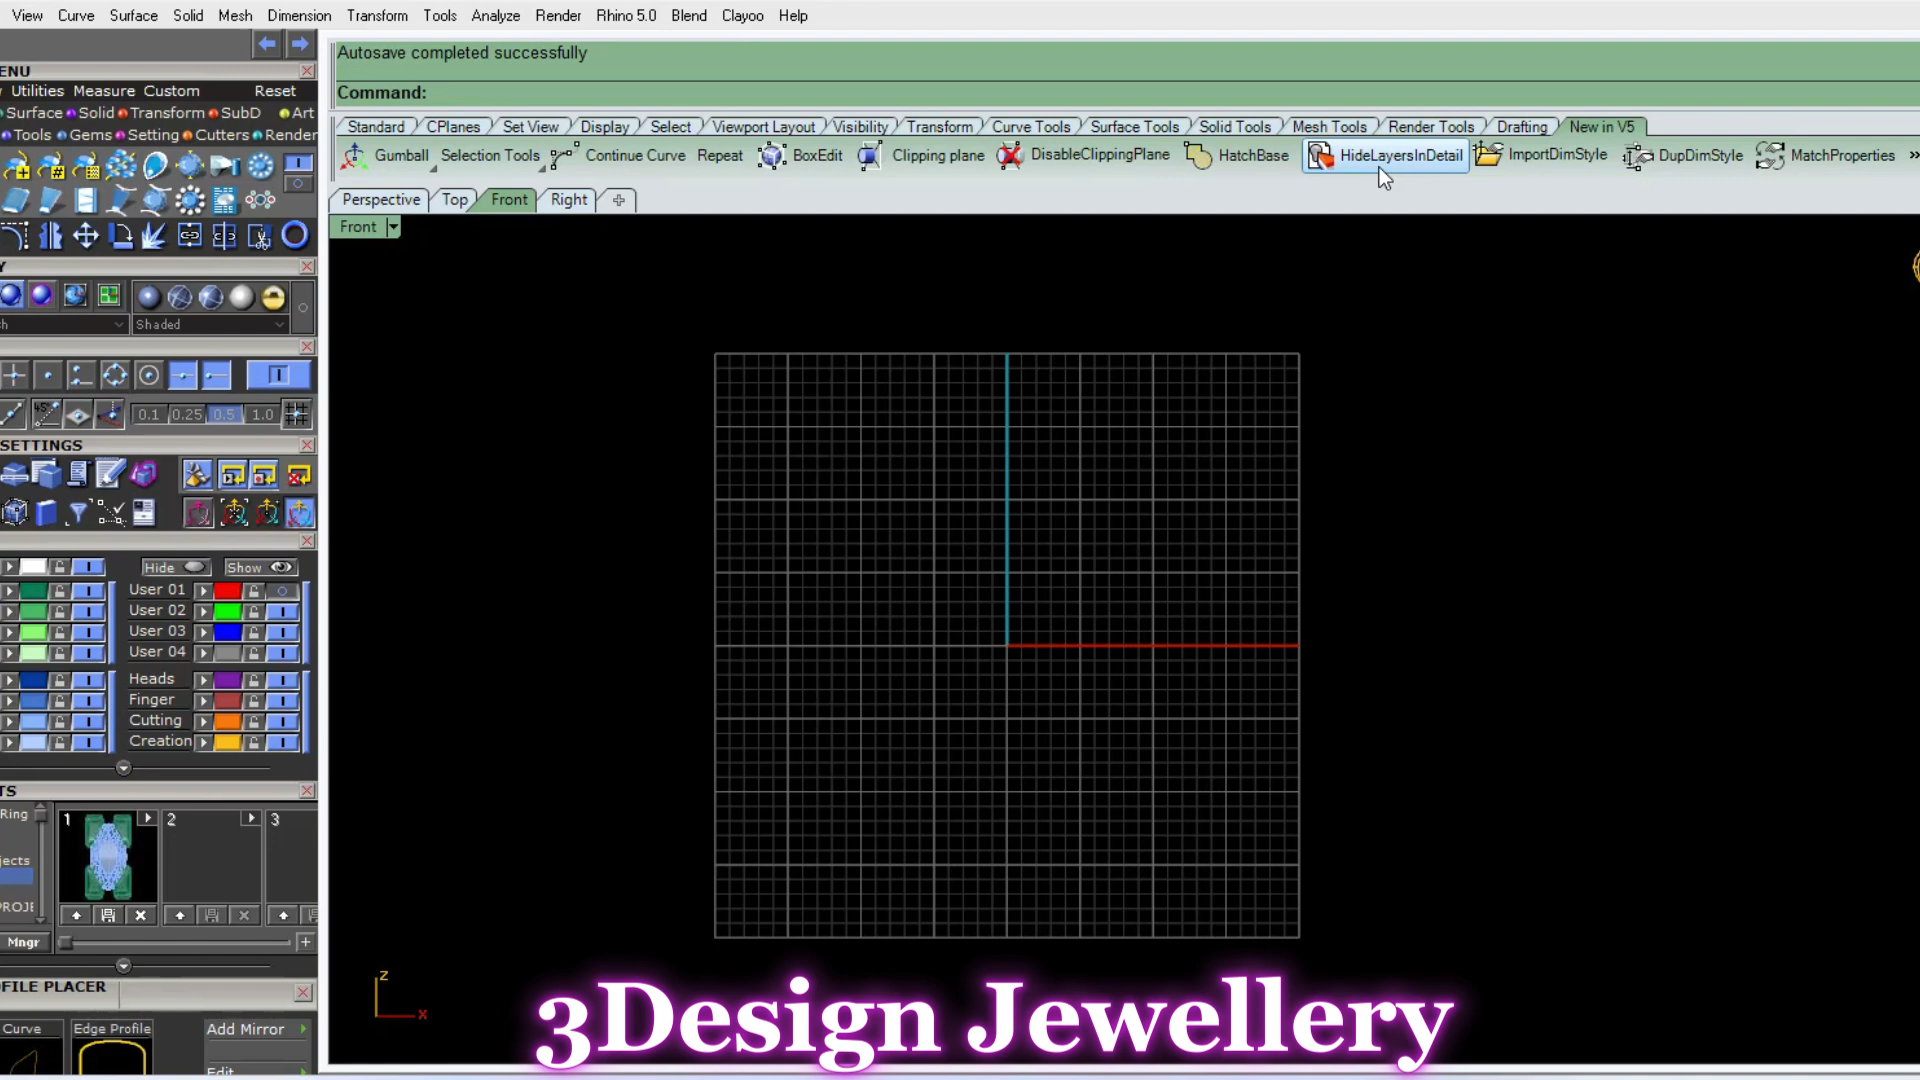 View Curve Surface Solid Mesh Dimension Transform Tools Analyze Render Rhino 5.0 Blend Clayoo Help
Autosave completed successfully
Command:
Standard CPlanes Set View Display Select Viewport Layout Visibility Transform Curve Tools Surface Tools Solid Tools Mesh Tools Render Tools Drafting New in V5
Gumball Selection Tools Continue Curve Repeat BoxEdit Clipping plane DisableClippingPlane HatchBase HideLayersInDetail ImportDimStyle DupDimStyle MatchProperties »
Perspective Top Front Right
Front
ENU
Utilities Measure Custom Reset
Surface Solid Transform SubD Art
Tools Gems Setting Cutters Render
Y
h Shaded
45°
0.1 0.25 0.5 1.0
SETTINGS
Hide Show
User 01
User 02
User 03
User 04
Heads
Finger
Cutting
Creation
TS
Ring 1 2 3
jects
PROJE
Mngr
FILE PLACER
Curve Edge Profile Add Mirror
Edit
z
x
3Design Jewellery